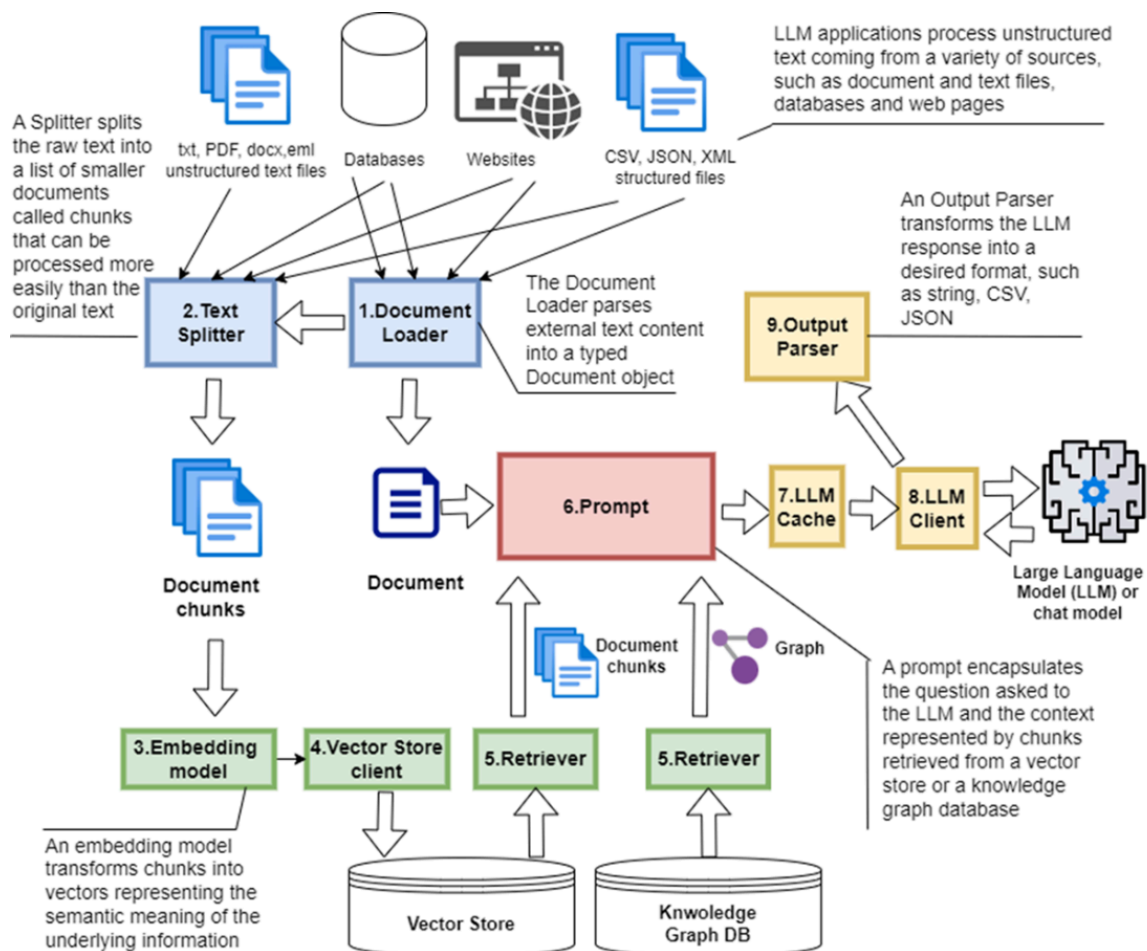 LLM applications process unstructured
text coming from a variety of sources,
such as document and text files,
databases and web pages
A Splitter splits
the raw text into
a list of smaller
documents
called chunks
that can be
processed more
easily than the
original text
txt, PDF, docx,eml
unstructured text files
Databases
Websites
CSV, JSON, XML
structured files
An Output Parser
transforms the LLM
response into a
desired format, such
as string, CSV,
JSON
2.Text
Splitter
1.Document
Loader
The Document
Loader parses
external text content
into a typed
Document object
9.Output
Parser
6.Prompt
7.LLM
Cache
8.LLM
Client
Large Language
Model (LLM) or
chat model
Document
chunks
Document
Document
chunks
Graph
A prompt encapsulates
the question asked to
the LLM and the context
represented by chunks
retrieved from a vector
store or a knowledge
graph database
3.Embedding
model
4.Vector Store
client
5.Retriever
5.Retriever
An embedding model
transforms chunks into
vectors representing the
semantic meaning of the
underlying information
Vector Store
Knwoledge
Graph DB